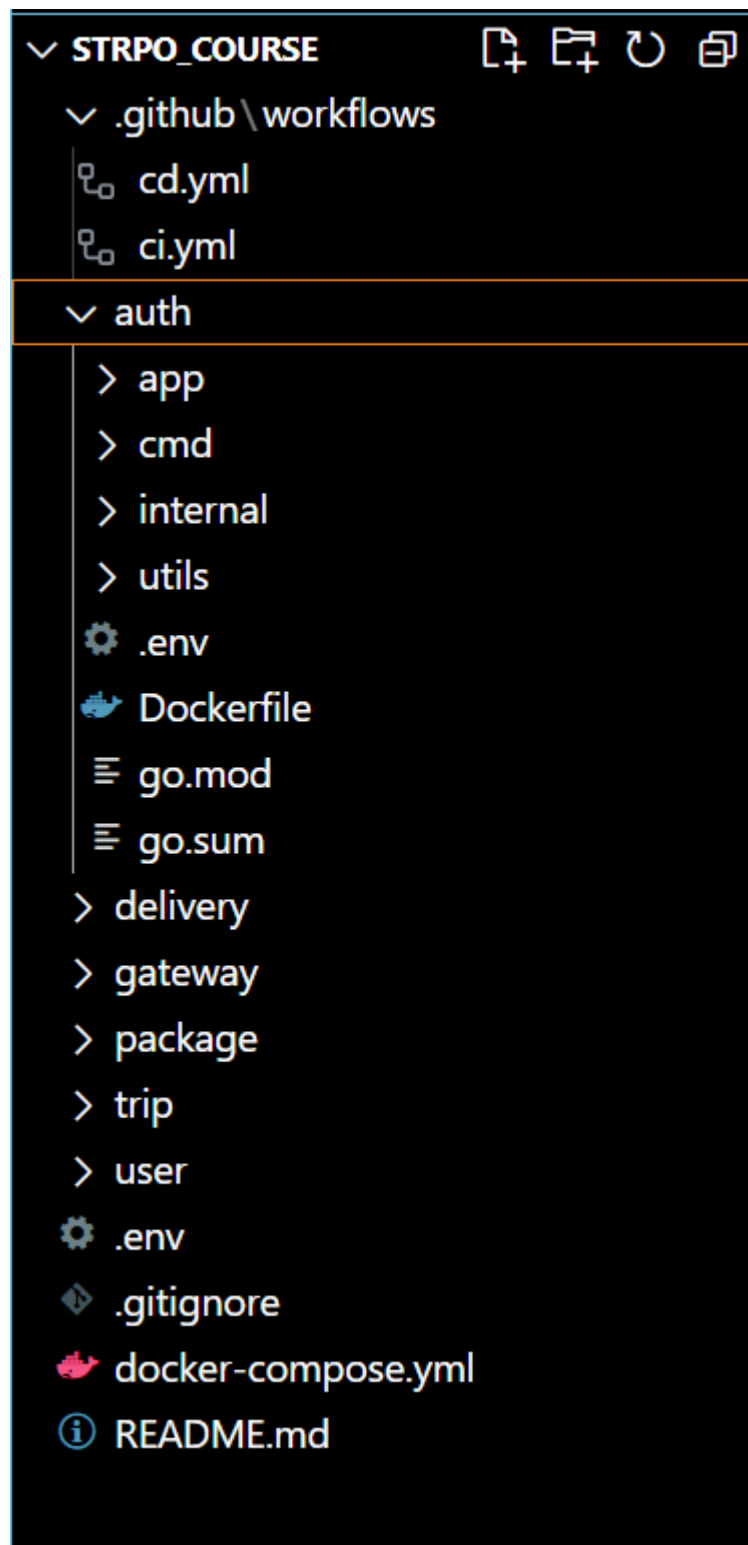 STRPO_COURSE
.github\workflows
cd.yml
ci.yml
auth
app
cmd
internal
utils
.env
Dockerfile
go.mod
go.sum
delivery
gateway
package
trip
user
.env
.gitignore
docker-compose.yml
README.md